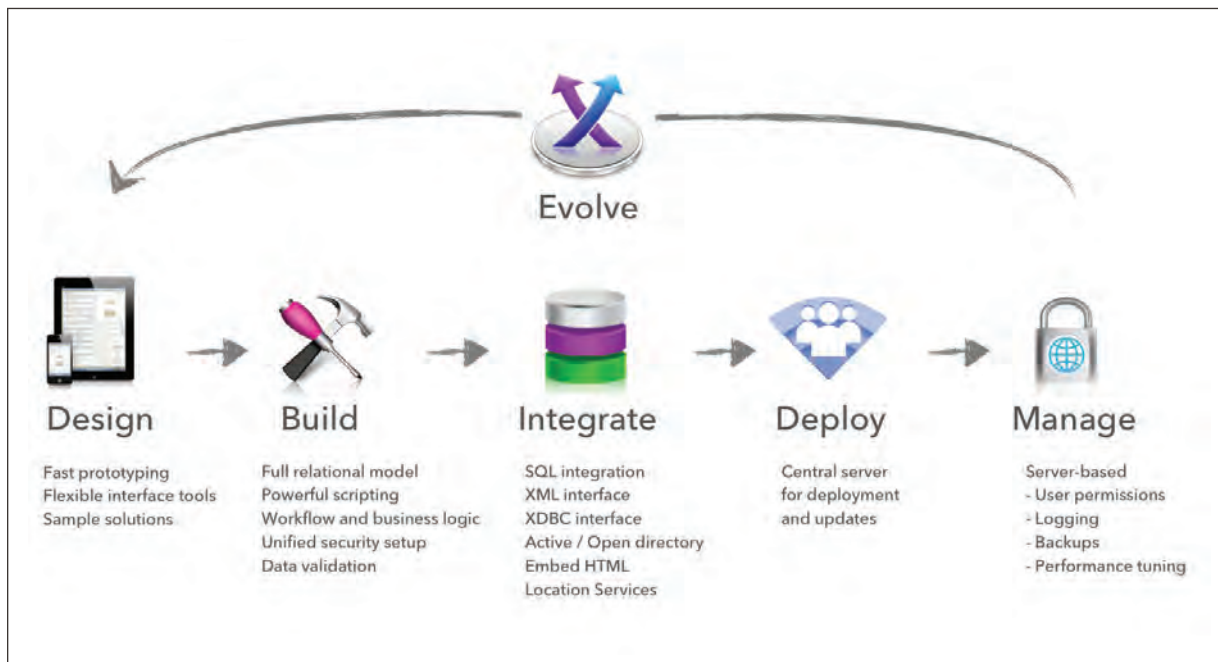 Evolve
Design
Fast prototyping
Flexible interface tools
Sample solutions
Build
Full relational model
Powerful scripting
Workflow and business logic
Unified security setup
Data validation
Integrate
SQL integration
XML interface
XDBC interface
Active / Open directory
Embed HTML
Location Services
Deploy
Central server
for deployment
and updates
Manage
Server-based
- User permissions
- Logging
- Backups
- Performance tuning